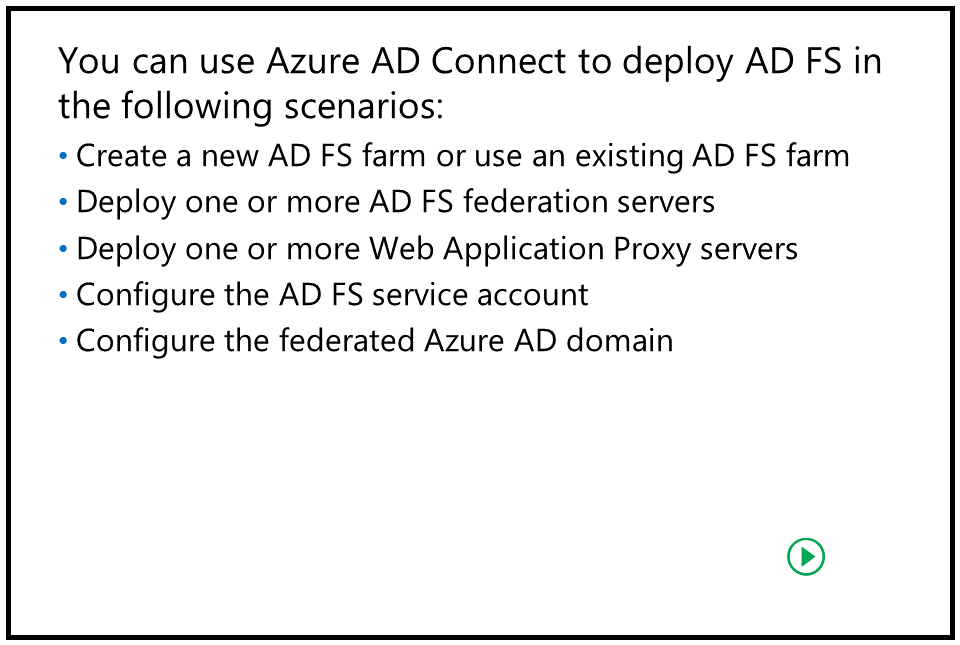 You can use Azure AD Connect to deploy AD FS in
the following scenarios:
• Create a new AD FS farm or use an existing AD FS farm
• Deploy one or more AD FS federation servers
• Deploy one or more Web Application Proxy servers
• Configure the AD FS service account
• Configure the federated Azure AD domain